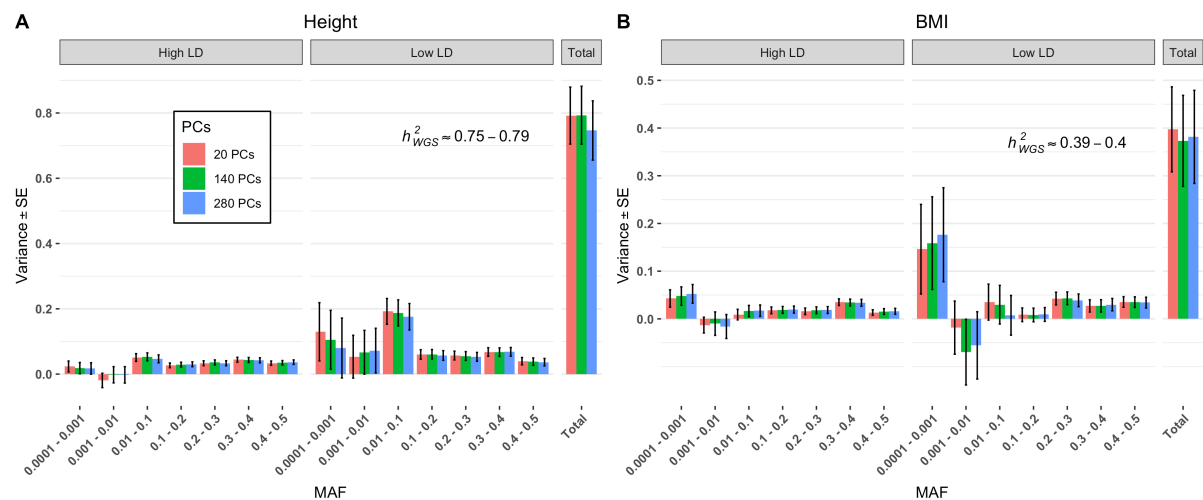 A
Height
High LD
Low LD
Total
Variance ± SE
0.8
0.6
0.4
0.2
0.0
PCs
20 PCs
140 PCs
280 PCs
h²WGS ≈ 0.75 – 0.79
0.0001 - 0.001
0.001 - 0.01
0.01 - 0.1
0.1 - 0.2
0.2 - 0.3
0.3 - 0.4
0.4 - 0.5
0.0001 - 0.001
0.001 - 0.01
0.01 - 0.1
0.1 - 0.2
0.2 - 0.3
0.3 - 0.4
0.4 - 0.5
Total
MAF
B
BMI
High LD
Low LD
Total
Variance ± SE
0.5
0.4
0.3
0.2
0.1
0.0
h²WGS ≈ 0.39 – 0.4
0.0001 - 0.001
0.001 - 0.01
0.01 - 0.1
0.1 - 0.2
0.2 - 0.3
0.3 - 0.4
0.4 - 0.5
0.0001 - 0.001
0.001 - 0.01
0.01 - 0.1
0.1 - 0.2
0.2 - 0.3
0.3 - 0.4
0.4 - 0.5
Total
MAF